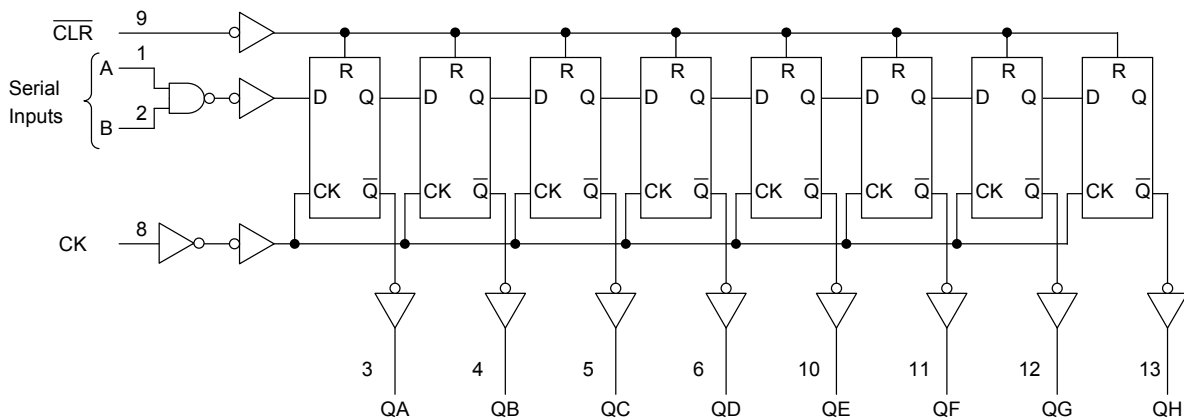 CLR 9
Serial Inputs
A 1
B 2
R R R R R R R R
D Q D Q D Q D Q D Q D Q D Q D Q
CK Q̅ CK Q̅ CK Q̅ CK Q̅ CK Q̅ CK Q̅ CK Q̅ CK Q̅
CK 8
3 4 5 6 10 11 12 13
QA QB QC QD QE QF QG QH